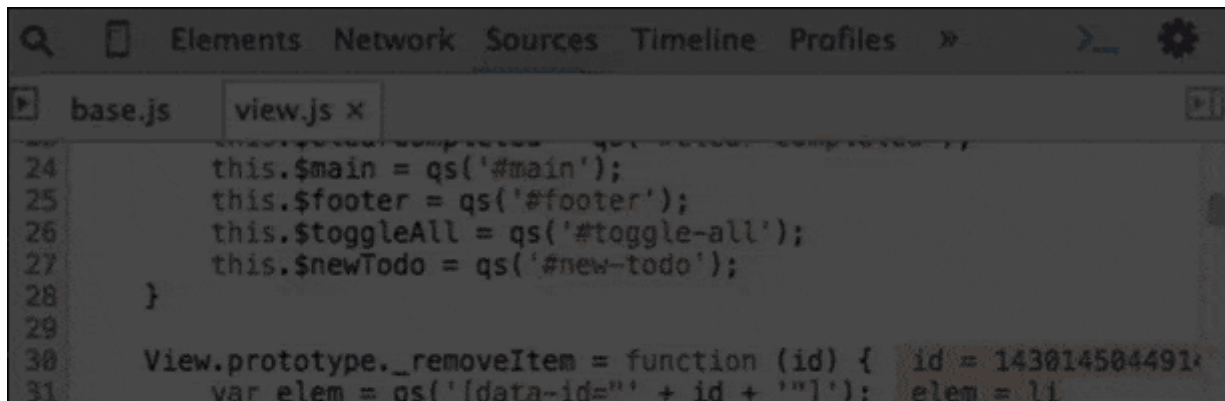 Elements Network Sources Timeline Profiles »
base.js view.js ×
24 this.$main = qs('#main');
25 this.$footer = qs('#footer');
26 this.$toggleAll = qs('#toggle-all');
27 this.$newTodo = qs('#new-todo');
28 }
29
30 View.prototype._removeItem = function (id) { id = 143014504491
31 var elem = qs('[data-id="' + id + '"]'); elem = li